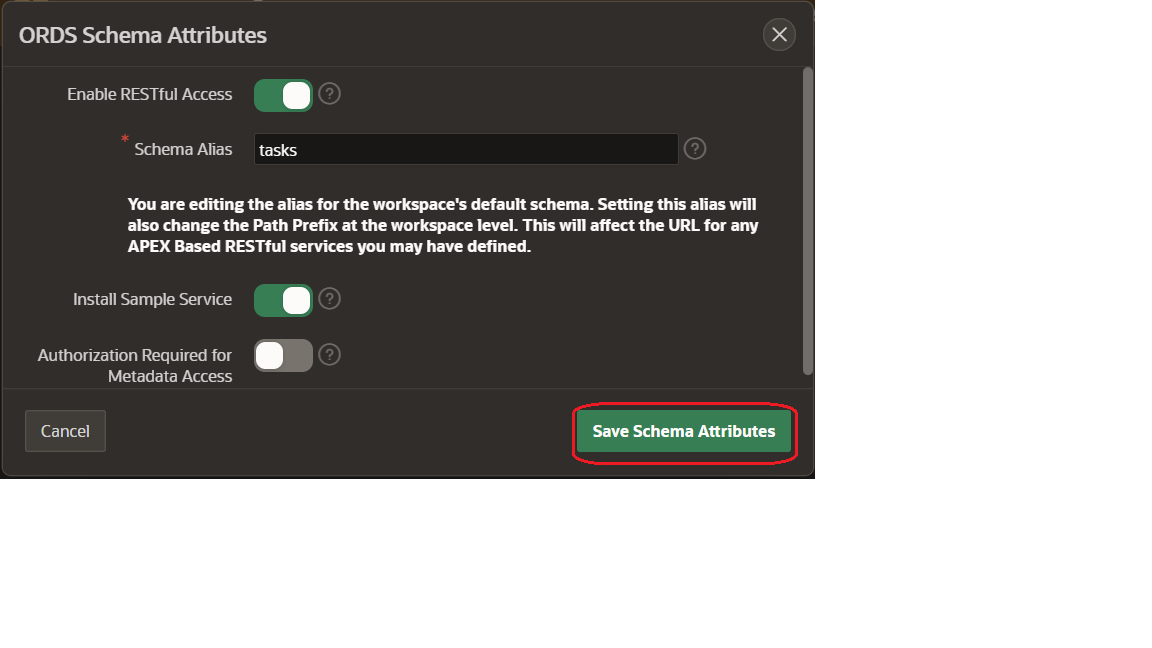 ORDS Schema Attributes
Enable RESTful Access
?
* Schema Alias
tasks
?
You are editing the alias for the workspace's default schema. Setting this alias will
also change the Path Prefix at the workspace level. This will affect the URL for any
APEX Based RESTful services you may have defined.
Install Sample Service
?
Authorization Required for
Metadata Access
?
Cancel
Save Schema Attributes